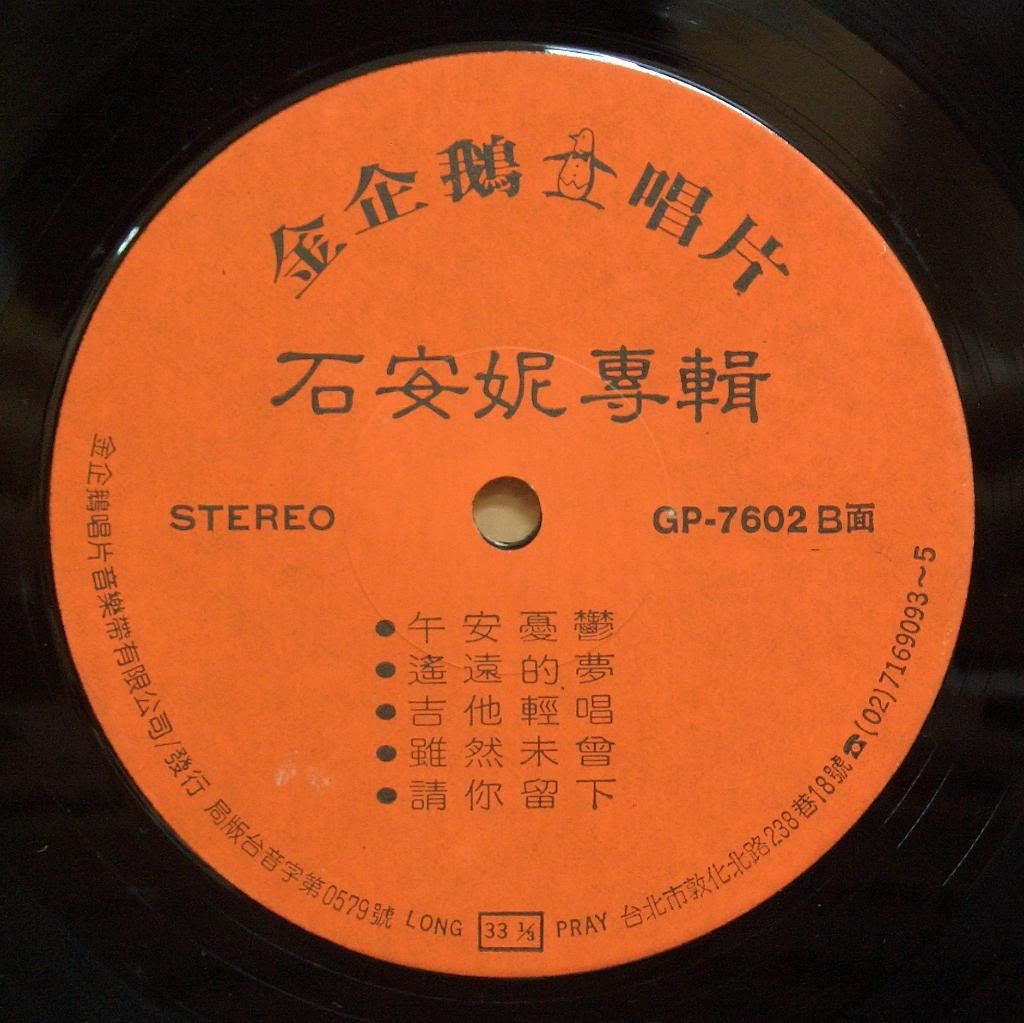 金企鵝唱片
石安妮專輯
STEREO
GP-7602 B面
●午安憂鬱
●遙遠的夢
●吉他輕唱
●雖然未曾
●請你留下
金企鵝唱片音樂帶有限公司/發行 局版台音字第0579號 LONG 33 ⅓ PRAY 台北市敦化北路238巷18號☎(02)7169093~5